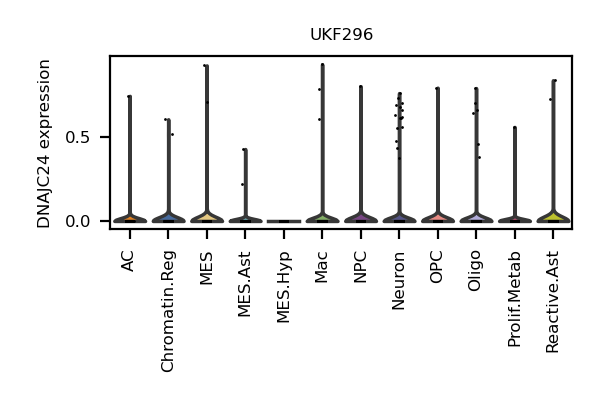 UKF296
DNAJC24 expression
0.5
0.0
AC
Chromatin.Reg
MES
MES.Ast
MES.Hyp
Mac
NPC
Neuron
OPC
Oligo
Prolif.Metab
Reactive.Ast